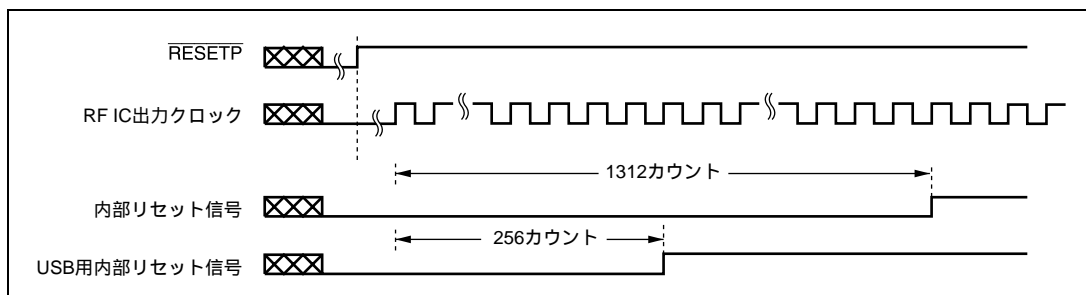 RESETP
RF IC出力クロック
1312カウント
内部リセット信号
256カウント
USB用内部リセット信号